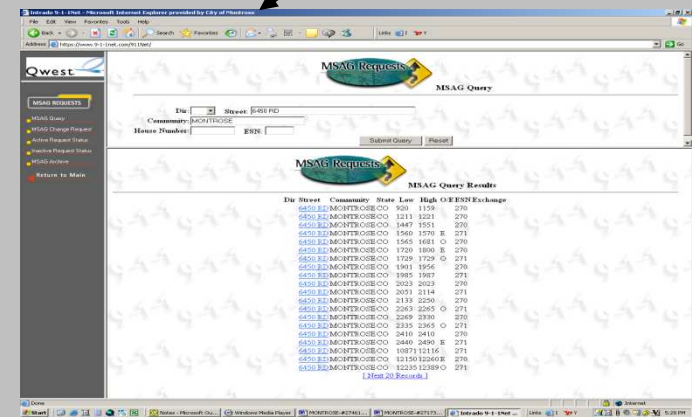 Intrado 9-1-1Net - Microsoft Internet Explorer provided by City of Montrose
File Edit View Favorites Tools Help
Back Search Favorites
Links
Address https://www.9-1-1net.com/911Net/ Go
Qwest
MSAG REQUESTS
MSAG Query
MSAG Change Request
Active Request Status
Inactive Request Status
MSAG Archive
Return to Main
MSAG Requests
MSAG Query
Dir: Street: 6450 RD
Community: MONTROSE
House Number: ESN:
Submit Query Reset
MSAG Requests
MSAG Query Results
Dir Street Community State Low High O/E ESN Exchange
6450 RD MONTROSE CO 920 1159 270
6450 RD MONTROSE CO 1211 1221 270
6450 RD MONTROSE CO 1447 1551 270
6450 RD MONTROSE CO 1560 1570 E 271
6450 RD MONTROSE CO 1565 1681 O 270
6450 RD MONTROSE CO 1720 1800 E 270
6450 RD MONTROSE CO 1729 1729 O 271
6450 RD MONTROSE CO 1901 1956 270
6450 RD MONTROSE CO 1985 1987 271
6450 RD MONTROSE CO 2023 2023 270
6450 RD MONTROSE CO 2051 2114 271
6450 RD MONTROSE CO 2133 2250 270
6450 RD MONTROSE CO 2263 2265 O 271
6450 RD MONTROSE CO 2269 2330 270
6450 RD MONTROSE CO 2335 2365 O 271
6450 RD MONTROSE CO 2410 2410 270
6450 RD MONTROSE CO 2440 2490 E 271
6450 RD MONTROSE CO 10871 12116 271
6450 RD MONTROSE CO 12150 12260 E 270
6450 RD MONTROSE CO 12235 12389 O 271
[ Next 20 Records ]
Done Internet
Start Notes - Microsoft Ou... Windows Media Player MONTROSE-#27461... MONTROSE-#27173... Intrado 9-1-1Net ... Links 5:28 PM